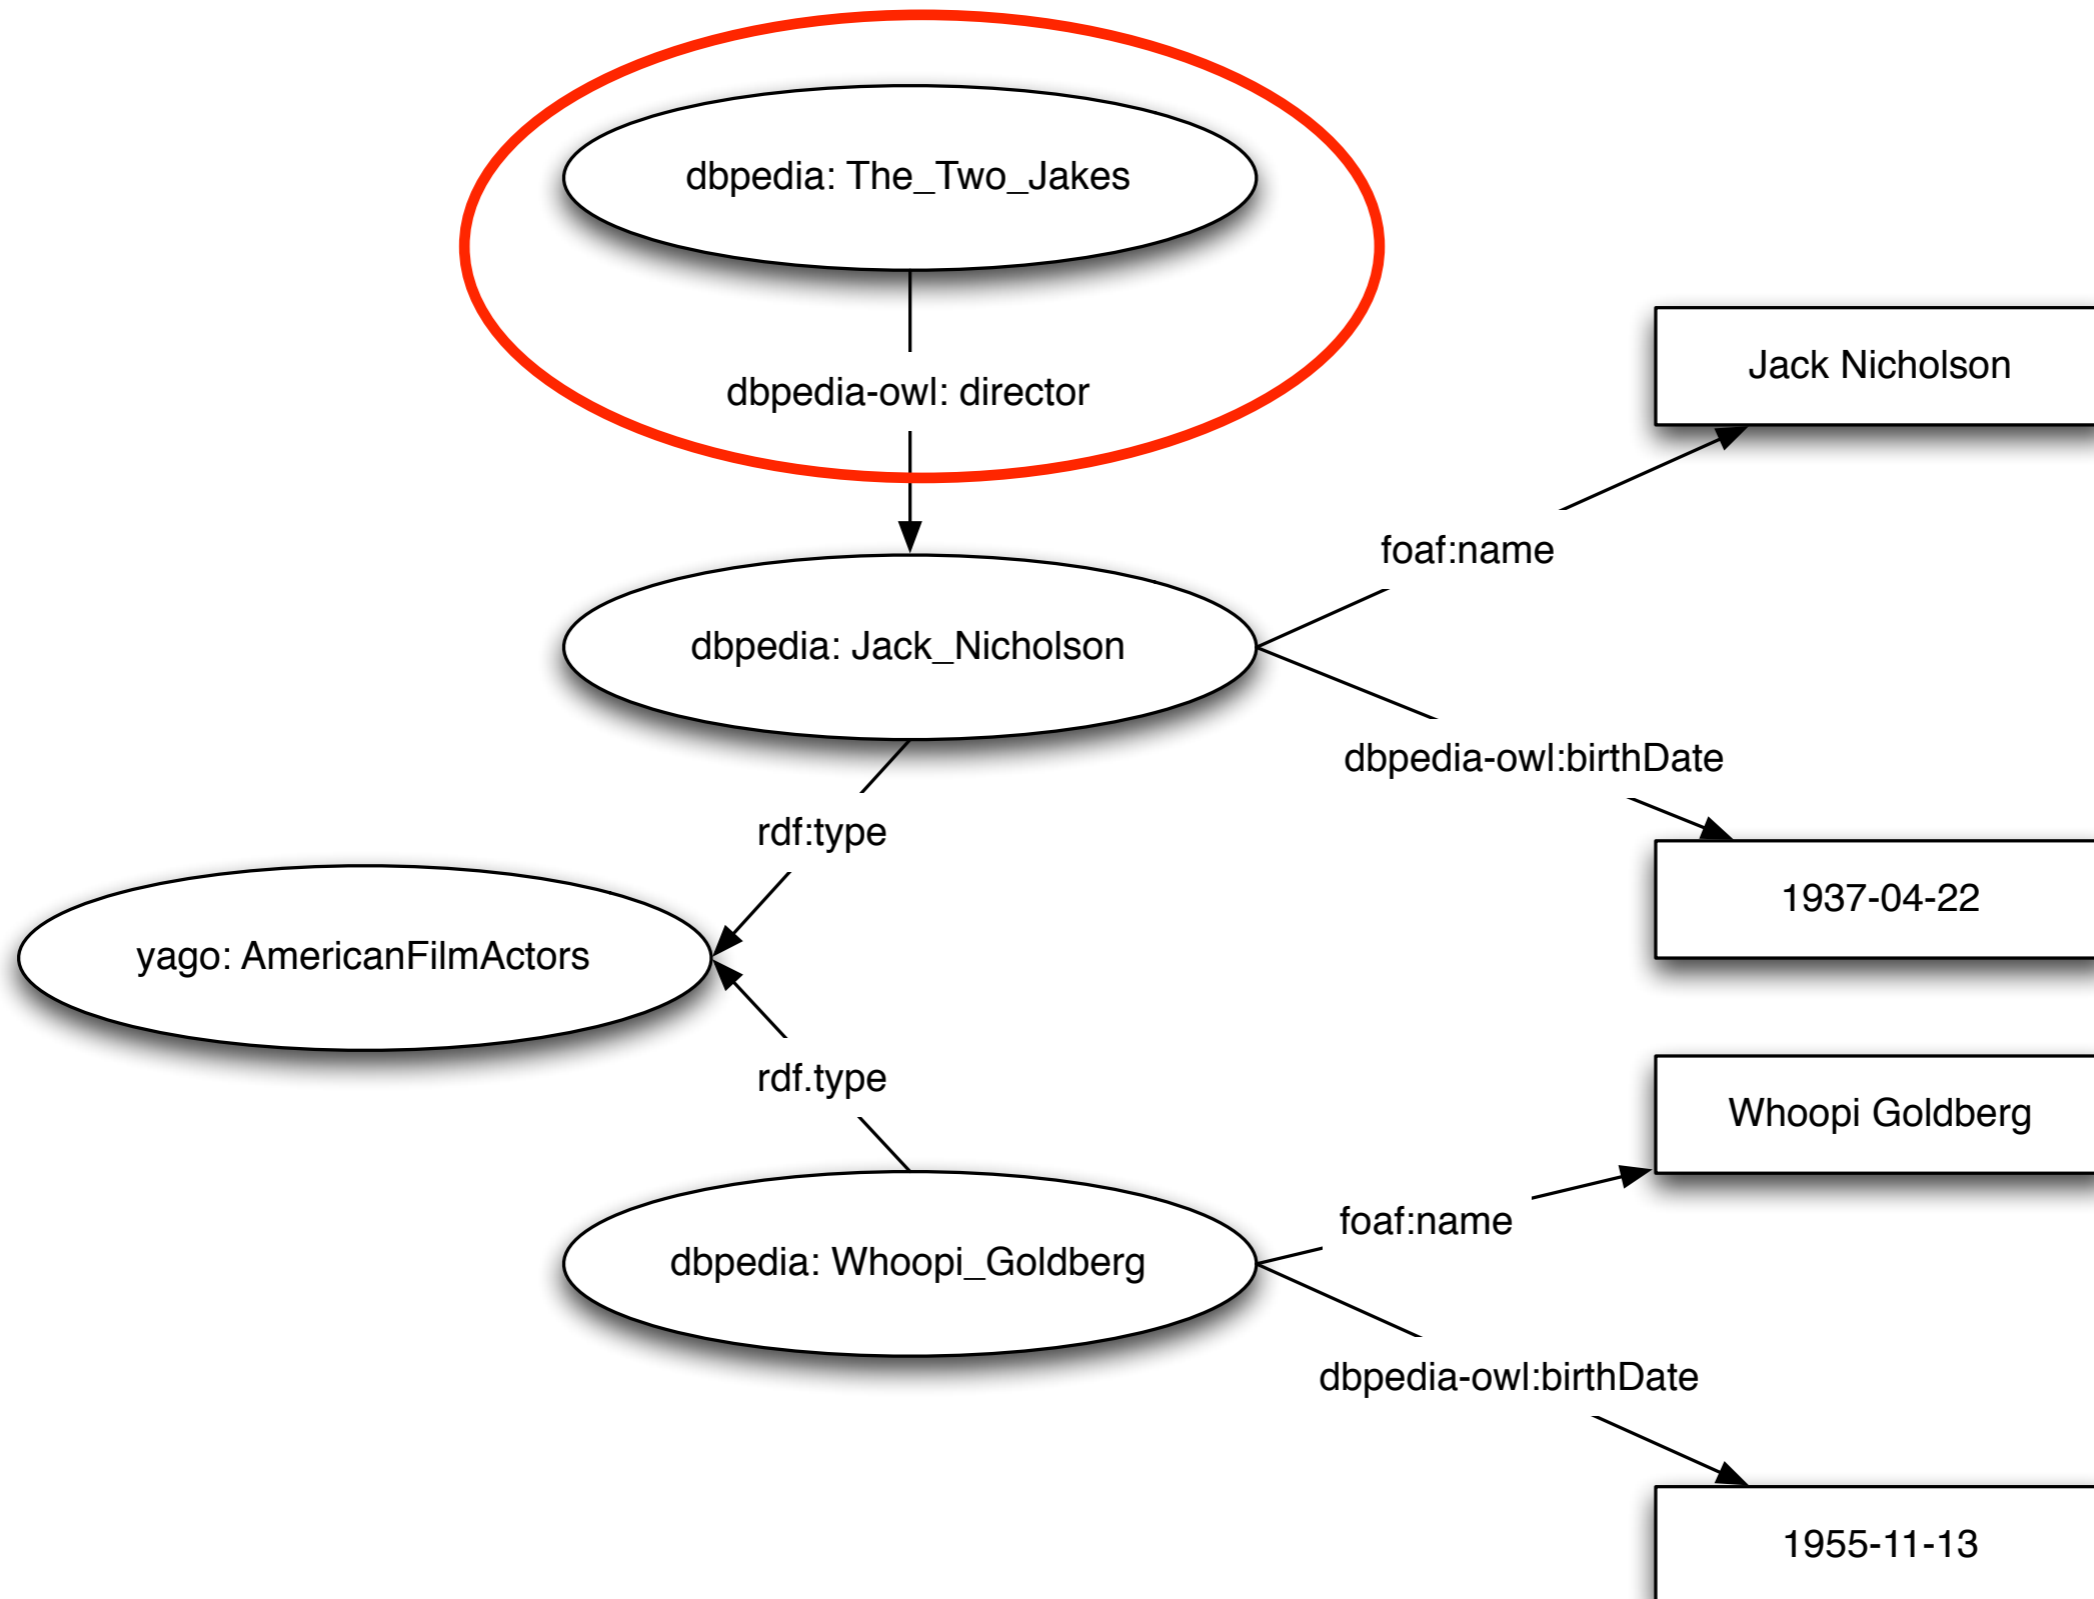 dbpedia: The_Two_Jakes
dbpedia-owl: director
Jack Nicholson
foaf:name
dbpedia: Jack_Nicholson
dbpedia-owl:birthDate
rdf:type
1937-04-22
yago: AmericanFilmActors
rdf.type
Whoopi Goldberg
foaf:name
dbpedia: Whoopi_Goldberg
dbpedia-owl:birthDate
1955-11-13